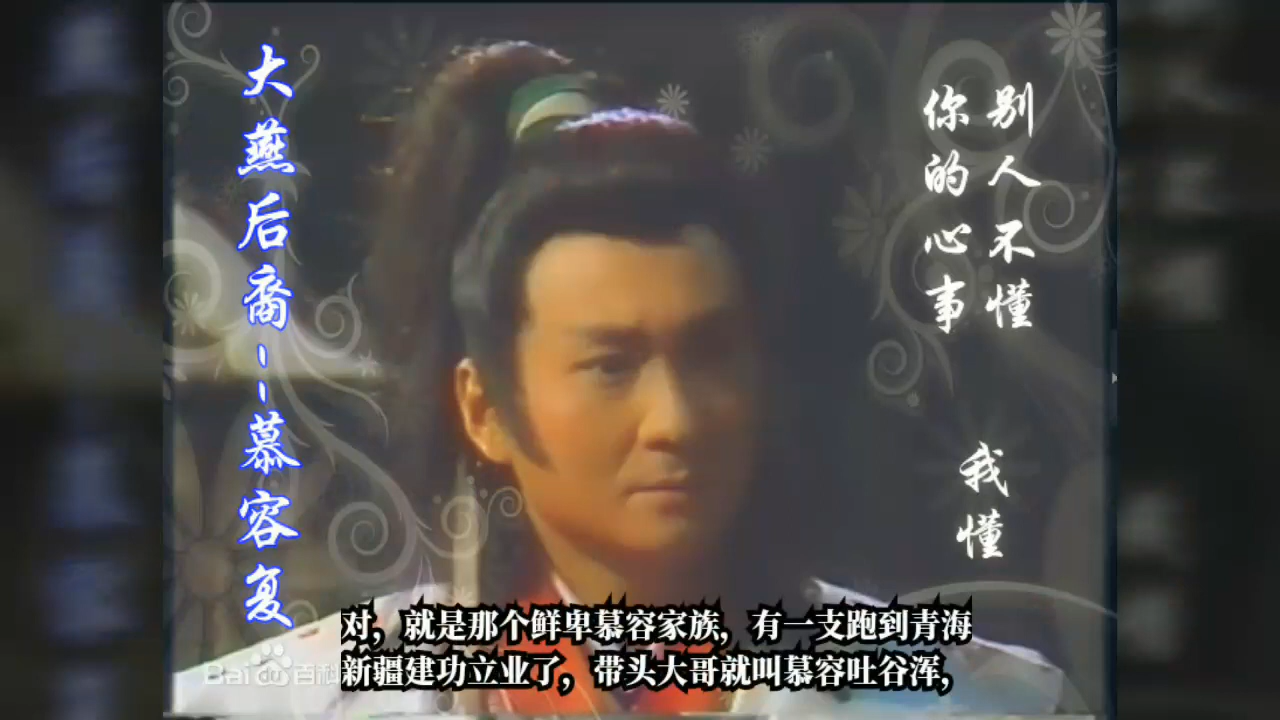 大燕后裔--慕容复
别人不懂
你的心事
我懂
对，就是那个鲜卑慕容家族，有一支跑到青海
新疆建功立业了，带头大哥就叫慕容吐谷浑，
Bai百科